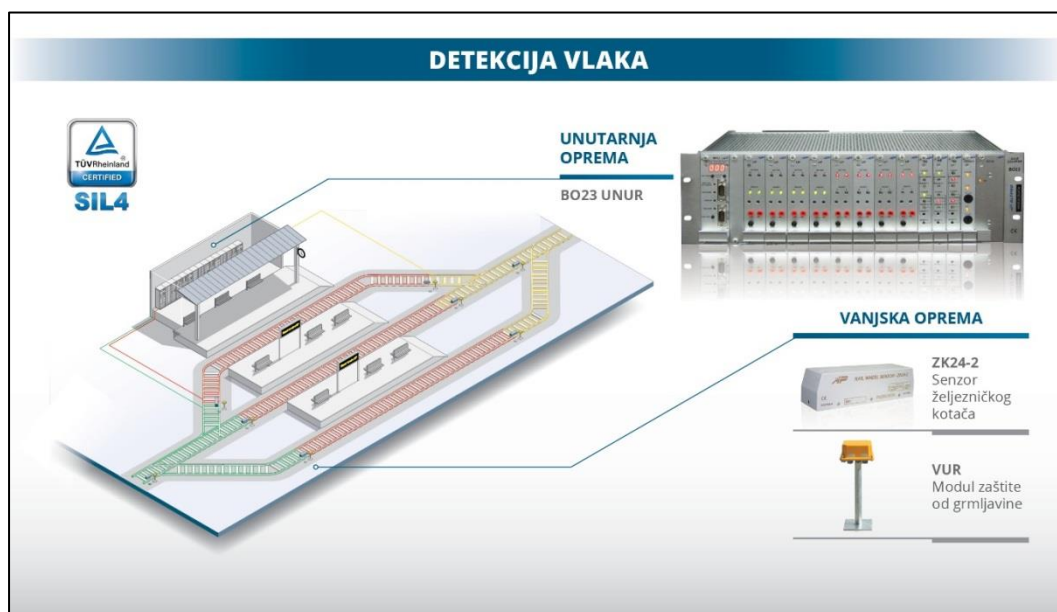 DETEKCIJA VLAKA
TÜVRheinland
CERTIFIED
SIL4
UNUTARNJA
OPREMA
BO23 UNUR
VANJSKA OPREMA
ZK24-2
Senzor
željezničkog
kotača
VUR
Modul zaštite
od grmljavine